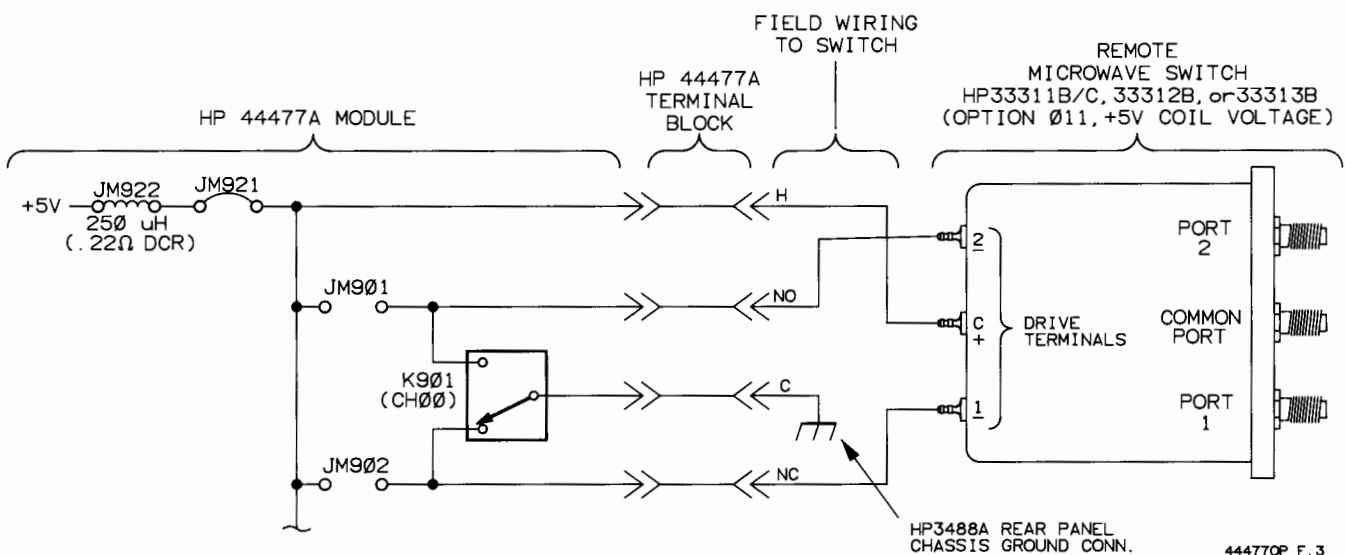 FIELD WIRING
TO SWITCH
REMOTE
MICROWAVE SWITCH
HP33311B/C, 33312B, or33313B
(OPTION Ø11, +5V COIL VOLTAGE)
HP 44477A
TERMINAL
BLOCK
HP 44477A MODULE
JM922
JM921
+5V
25Ø uH
(.22Ω DCR)
H
2
PORT
2
JM9Ø1
NO
C
+
DRIVE
TERMINALS
COMMON
PORT
K9Ø1
(CHØØ)
C
1
PORT
1
JM9Ø2
NC
HP3488A REAR PANEL
CHASSIS GROUND CONN.
44477OP F.3